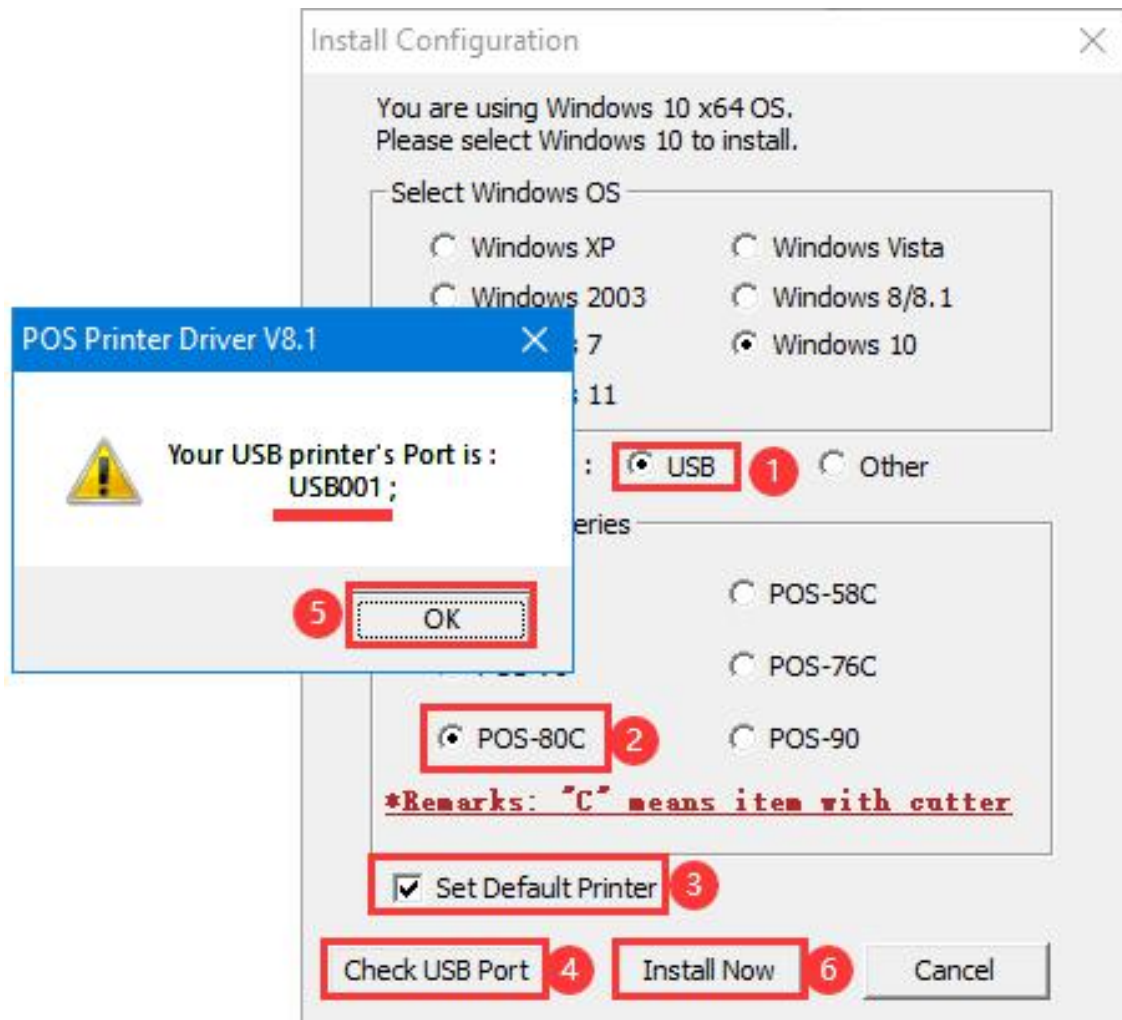 Install Configuration
You are using Windows 10 x64 OS.
Please select Windows 10 to install.
Select Windows OS
Windows XP
Windows Vista
Windows 2003
Windows 8/8.1
7
Windows 10
11
POS Printer Driver V8.1
Your USB printer's Port is :
USB001 ;
5
OK
: USB 1 Other
POS-58C
POS-76C
POS-80C 2
POS-90
*Remarks: "C" means item with cutter
Set Default Printer 3
Check USB Port 4
Install Now 6
Cancel